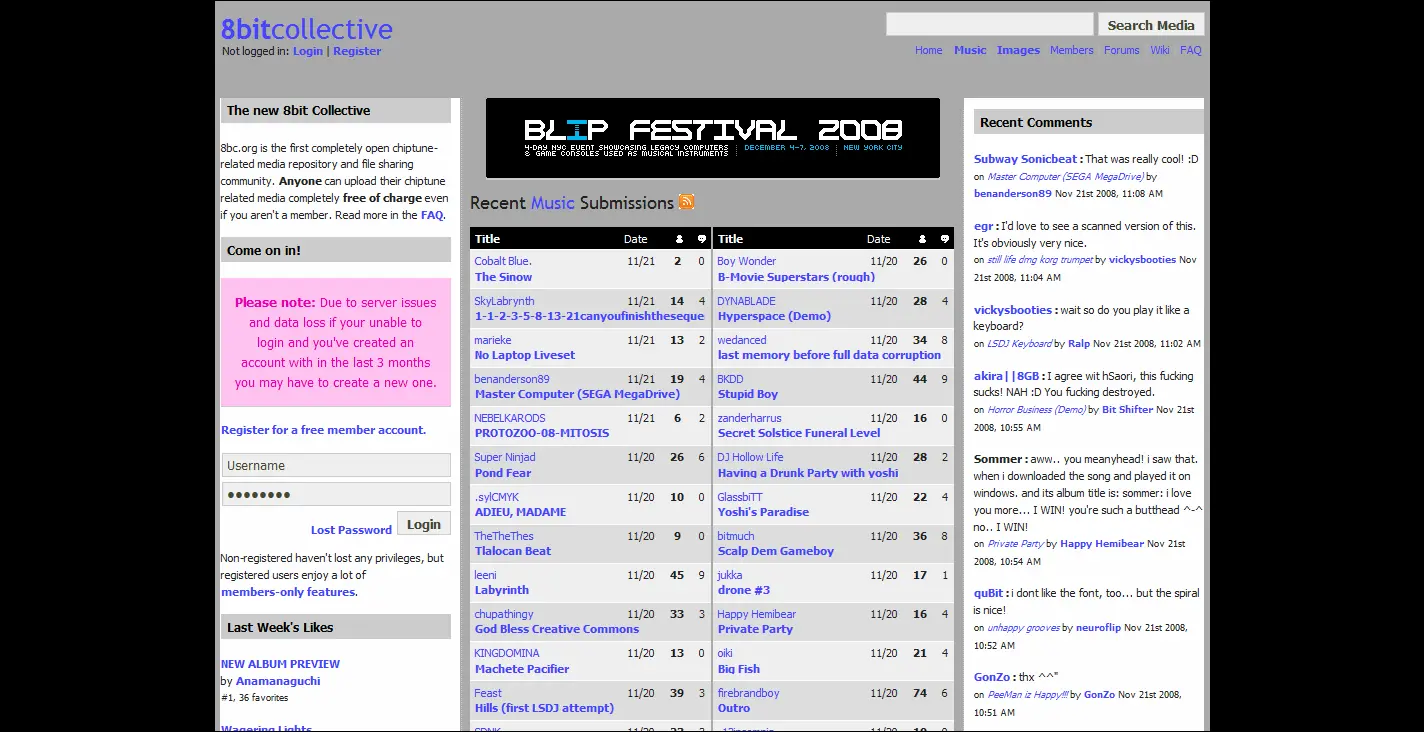 8bitcollective
Not logged in: Login | Register
Search Media
Home Music Images Members Forums Wiki FAQ
The new 8bit Collective
8bc.org is the first completely open chiptune-
related media repository and file sharing
community. Anyone can upload their chiptune
related media completely free of charge even
if you aren't a member. Read more in the FAQ.
Come on in!
Please note: Due to server issues
and data loss if your unable to
login and you've created an
account with in the last 3 months
you may have to create a new one.
Register for a free member account.
Username
••••••••
Lost Password Login
Non-registered haven't lost any privileges, but
registered users enjoy a lot of
members-only features.
Last Week's Likes
NEW ALBUM PREVIEW
by Anamanaguchi
#1, 36 favorites
Wagering Lights
BLIP FESTIVAL 2008
4-DAY NYC EVENT SHOWCASING LEGACY COMPUTERS
& GAME CONSOLES USED AS MUSICAL INSTRUMENTS
DECEMBER 4-7, 2008
NEW YORK CITY
Recent Music Submissions
Title Date
Cobalt Blue. 11/21 2 0
The Sinow
SkyLabrynth 11/21 14 4
1-1-2-3-5-8-13-21canyoufinishtheseque
marieke 11/21 13 2
No Laptop Liveset
benanderson89 11/21 19 4
Master Computer (SEGA MegaDrive)
NEBELKARODS 11/21 6 2
PROTOZOO-08-MITOSIS
Super Ninjad 11/20 26 6
Pond Fear
.sylCMYK 11/20 10 0
ADIEU, MADAME
TheTheThes 11/20 9 0
Tlalocan Beat
leeni 11/20 45 9
Labyrinth
chupathingy 11/20 33 3
God Bless Creative Commons
KINGDOMINA 11/20 13 0
Machete Pacifier
Feast 11/20 39 3
Hills (first LSDJ attempt)
Title Date
Boy Wonder 11/20 26 0
B-Movie Superstars (rough)
DYNABLADE 11/20 28 4
Hyperspace (Demo)
wedanced 11/20 34 8
last memory before full data corruption
BKDD 11/20 44 9
Stupid Boy
zanderharrus 11/20 16 0
Secret Solstice Funeral Level
DJ Hollow Life 11/20 28 2
Having a Drunk Party with yoshi
GlassbiTT 11/20 22 4
Yoshi's Paradise
bitmuch 11/20 36 8
Scalp Dem Gameboy
jukka 11/20 17 1
drone #3
Happy Hemibear 11/20 16 4
Private Party
oiki 11/20 21 4
Big Fish
firebrandboy 11/20 74 6
Outro
Recent Comments
Subway Sonicbeat : That was really cool! :D
on Master Computer (SEGA MegaDrive) by
benanderson89 Nov 21st 2008, 11:08 AM
egr : I'd love to see a scanned version of this.
It's obviously very nice.
on still life dmg korg trumpet by vickysbooties Nov
21st 2008, 11:04 AM
vickysbooties : wait so do you play it like a
keyboard?
on LSDJ Keyboard by Ralp Nov 21st 2008, 11:02 AM
akira||8GB : I agree wit hSaori, this fucking
sucks! NAH :D You fucking destroyed.
on Horror Business (Demo) by Bit Shifter Nov 21st
2008, 10:55 AM
Sommer : aww.. you meanyhead! i saw that.
when i downloaded the song and played it on
windows. and its album title is: sommer: i love
you more... I WIN! you're such a butthead ^-^
no.. I WIN!
on Private Party by Happy Hemibear Nov 21st
2008, 10:54 AM
quBit : i dont like the font, too... but the spiral
is nice!
on unhappy grooves by neuroflip Nov 21st 2008,
10:52 AM
GonZo : thx ^^"
on PeeMan iz Happy!!! by GonZo Nov 21st 2008,
10:51 AM